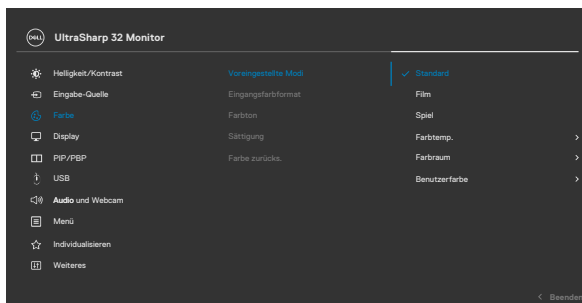 DELL UltraSharp 32 Monitor
Helligkeit/Kontrast Voreingestellte Modi Standard
Eingabe-Quelle Eingangsfarbformat Film
Farbe Farbton Spiel
Display Sättigung Farbtemp.
PIP/PBP Farbe zurücks. Farbraum
USB Benutzerfarbe
Audio und Webcam
Menü
Individualisieren
Weiteres
Beenden